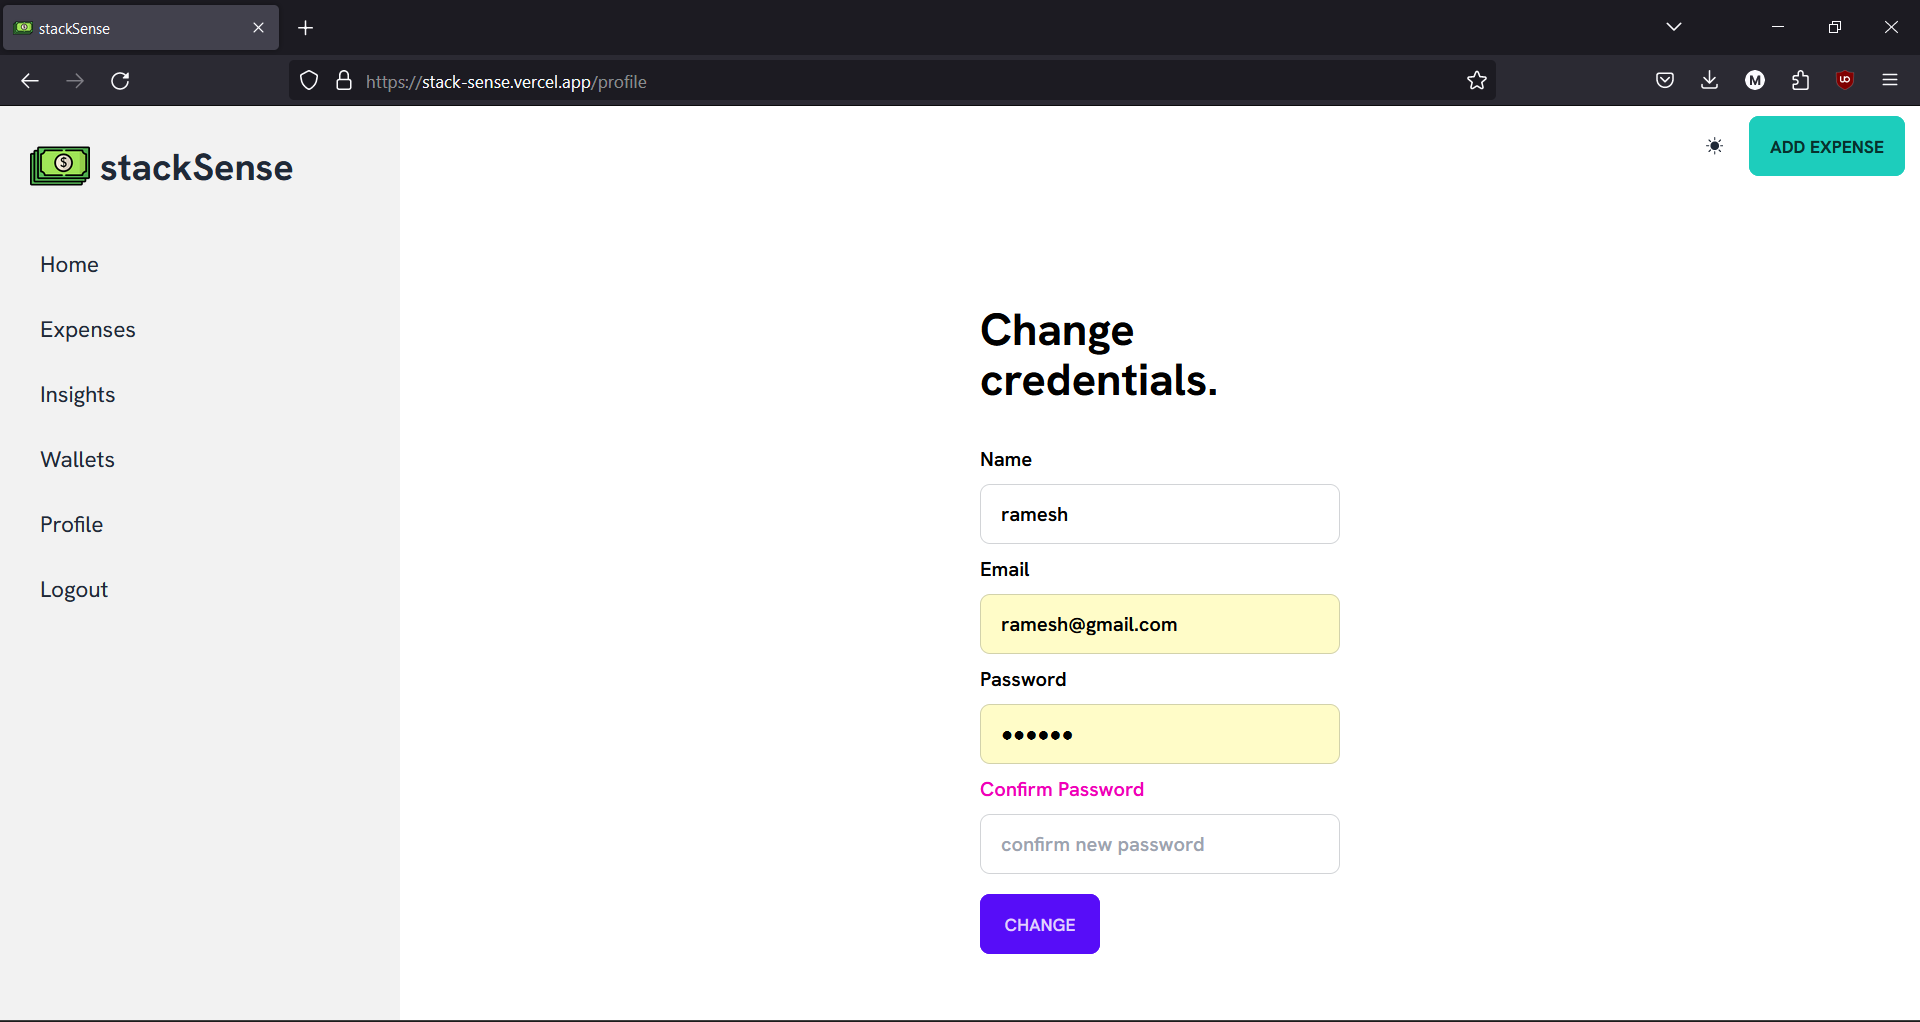 stackSense
https://stack-sense.vercel.app/profile
M
UD
$
stackSense
ADD EXPENSE
Home
Expenses
Insights
Wallets
Profile
Logout
Change
credentials.
Name
ramesh
Email
ramesh@gmail.com
Password
Confirm Password
confirm new password
CHANGE